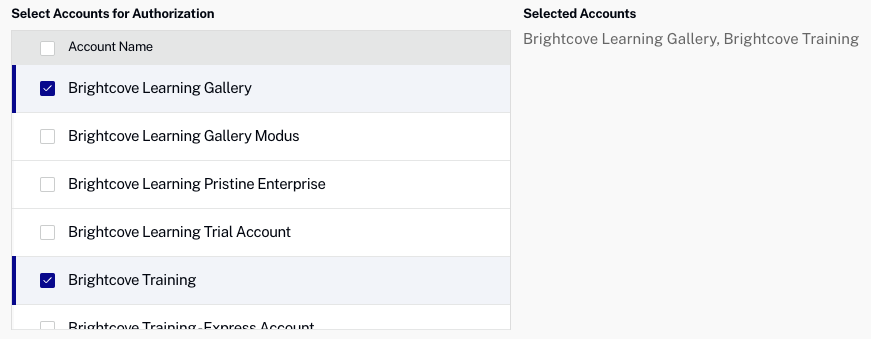 Select Accounts for Authorization
Selected Accounts
Account Name
Brightcove Learning Gallery, Brightcove Training
Brightcove Learning Gallery
Brightcove Learning Gallery Modus
Brightcove Learning Pristine Enterprise
Brightcove Learning Trial Account
Brightcove Training
Brightcove Training-Express Account